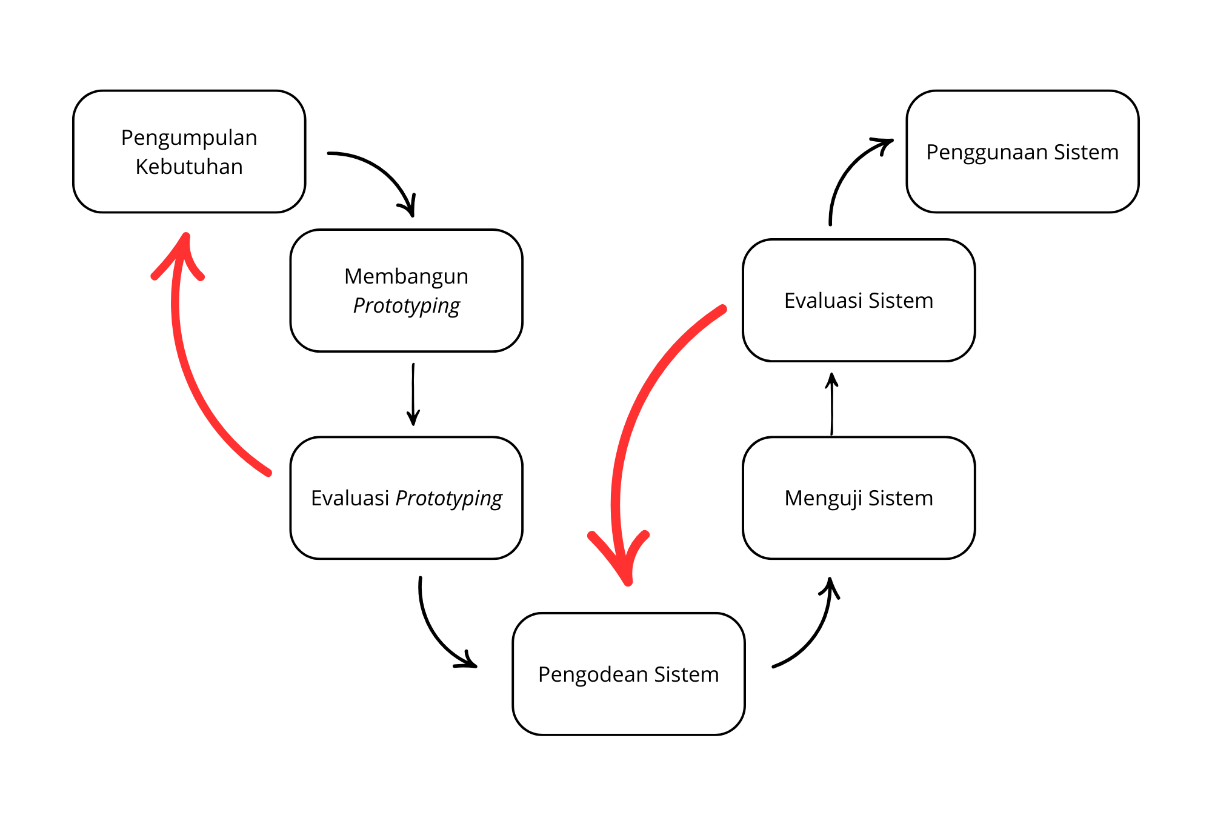 Pengumpulan
Kebutuhan
Membangun
Prototyping
Evaluasi Prototyping
Pengodean Sistem
Menguji Sistem
Evaluasi Sistem
Penggunaan Sistem